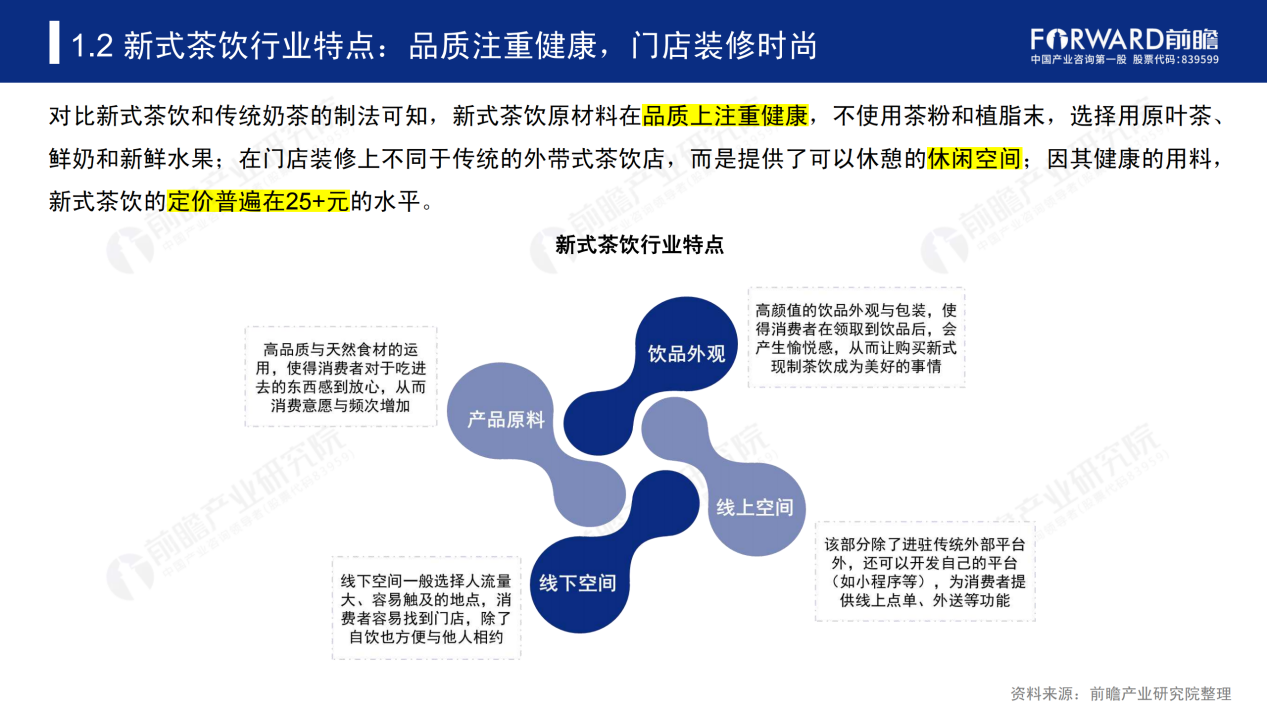 1.2 新式茶饮行业特点：品质注重健康，门店装修时尚
FORWARD前瞻
中国产业咨询第一股 股票代码:839599
对比新式茶饮和传统奶茶的制法可知，新式茶饮原材料在品质上注重健康，不使用茶粉和植脂末，选择用原叶茶、
鲜奶和新鲜水果；在门店装修上不同于传统的外带式茶饮店，而是提供了可以休憩的休闲空间；因其健康的用料，
新式茶饮的定价普遍在25+元的水平。
新式茶饮行业特点
高颜值的饮品外观与包装，使
得消费者在领取到饮品后，会
产生愉悦感，从而让购买新式
现制茶饮成为美好的事情
饮品外观
高品质与天然食材的运
用，使得消费者对于吃进
去的东西感到放心，从而
消费意愿与频次增加
产品原料
线上空间
该部分除了进驻传统外部平台
外，还可以开发自己的平台
（如小程序等），为消费者提
供线上点单、外送等功能
线下空间
线下空间一般选择人流量
大、容易触及的地点，消
费者容易找到门店，除了
自饮也方便与他人相约
资料来源：前瞻产业研究院整理
前瞻产业研究院
前瞻产业研究院